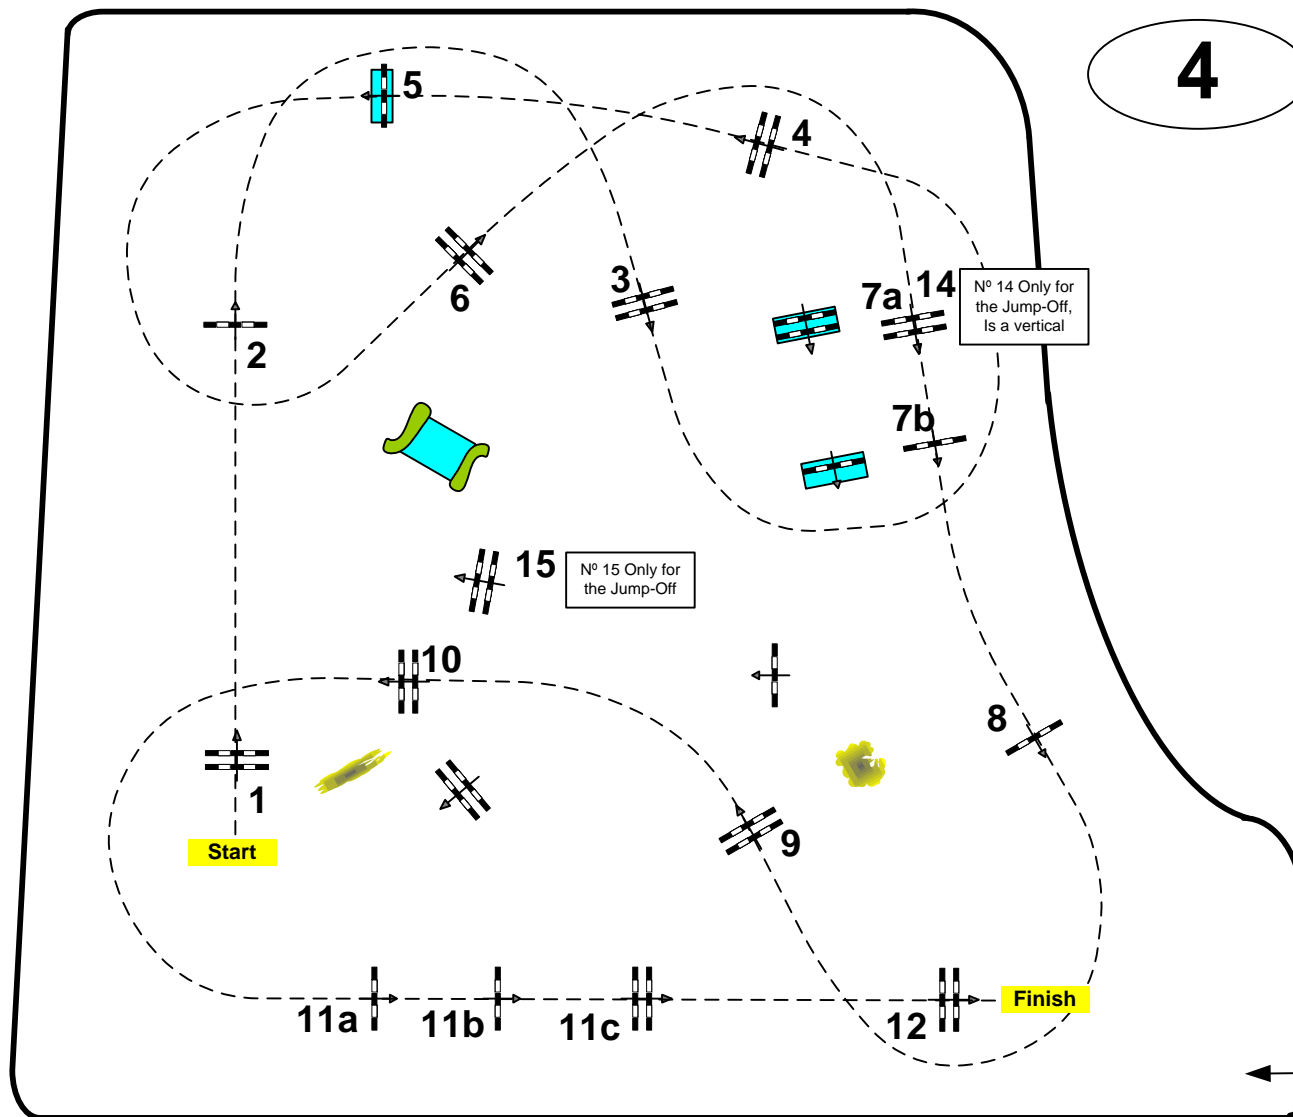 4
5
4
3
7a
14
Nº 14 Only for
the Jump-Off,
Is a vertical
6
2
7b
15
Nº 15 Only for
the Jump-Off
10
8
1
9
Start
Finish
11a
11b
11c
12